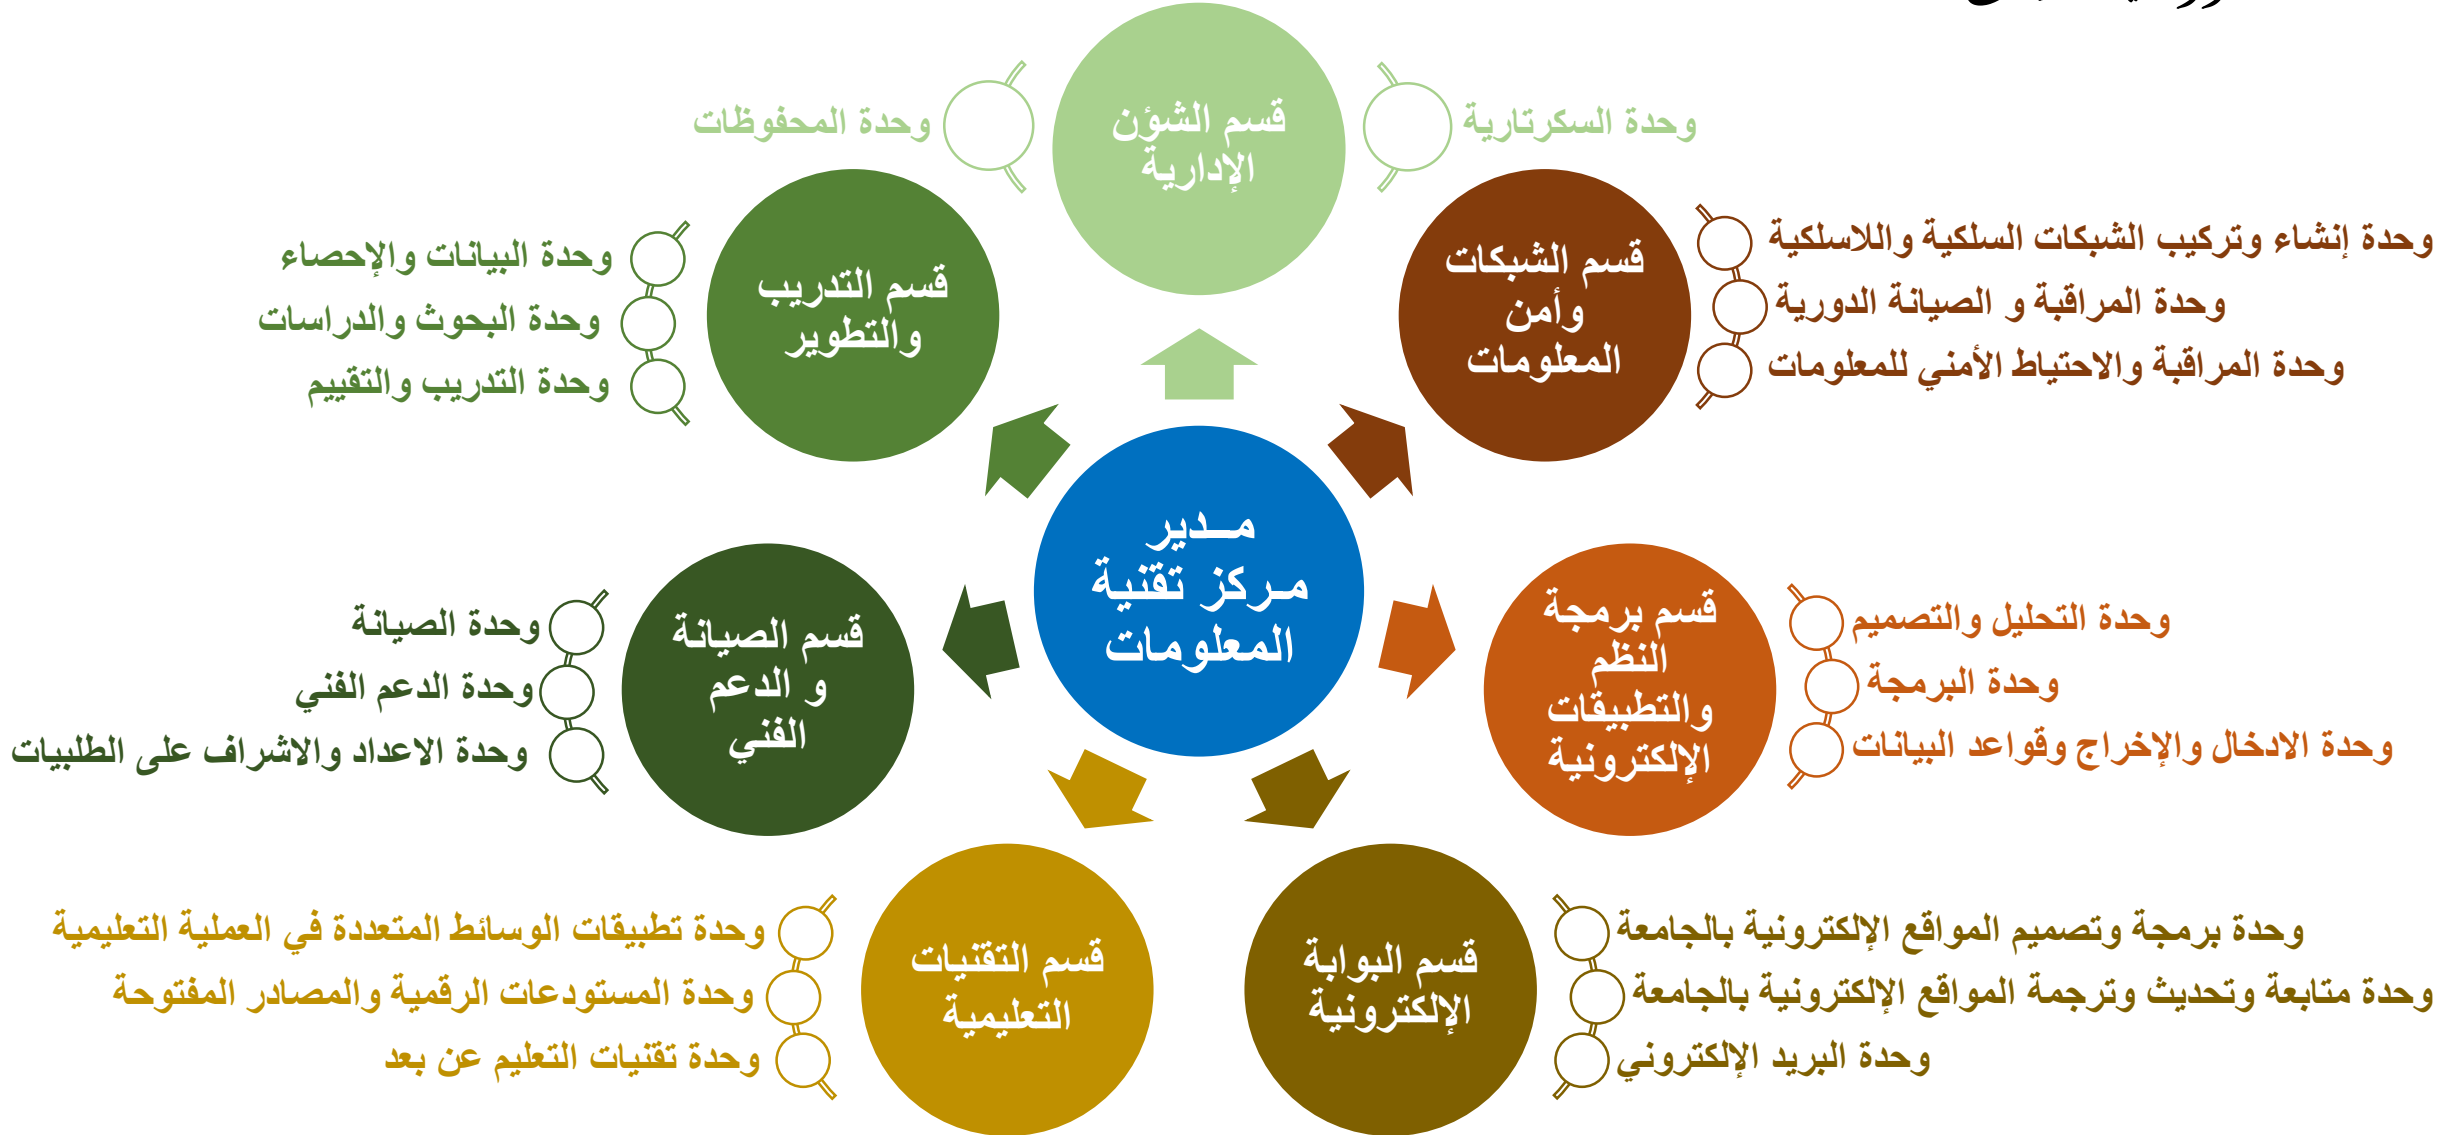 وحدة السكرتارية
قسم الشؤن
الإدارية
وحدة المحفوظات
وحدة إنشاء وتركيب الشبكات السلكية واللاسلكية
وحدة المراقبة و الصيانة الدورية
وحدة المراقبة والاحتياط الأمني للمعلومات
قسم الشبكات
وأمن
المعلومات
قسم التدريب
والتطوير
وحدة البيانات والإحصاء
وحدة البحوث والدراسات
وحدة التدريب والتقييم
مــدير
مـركز تقنية
المعلومات
وحدة التحليل والتصميم
وحدة البرمجة
وحدة الادخال والإخراج وقواعد البيانات
قسم برمجة
النظم
والتطبيقات
الإلكترونية
قسم الصيانة
و الدعم
الفني
وحدة الصيانة
وحدة الدعم الفني
وحدة الاعداد والاشراف على الطلبيات
وحدة برمجة وتصميم المواقع الإلكترونية بالجامعة
وحدة متابعة وتحديث وترجمة المواقع الإلكترونية بالجامعة
وحدة البريد الإلكتروني
قسم البوابة
الإلكترونية
قسم التقنيات
التعليمية
وحدة تطبيقات الوسائط المتعددة في العملية التعليمية
وحدة المستودعات الرقمية والمصادر المفتوحة
وحدة تقنيات التعليم عن بعد